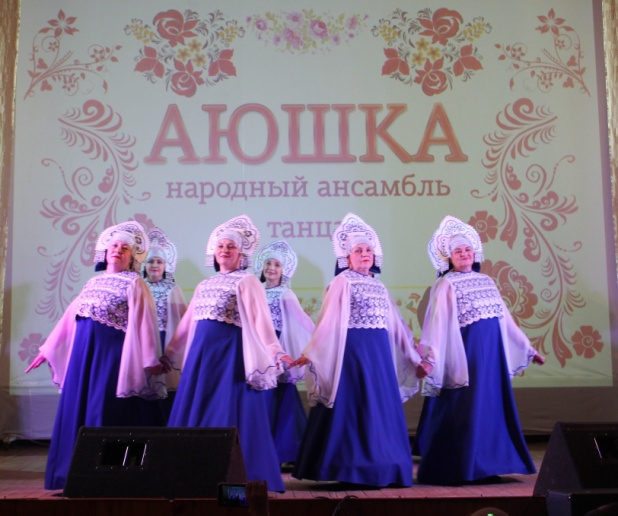 АЮШКА
народный ансамбль
танца